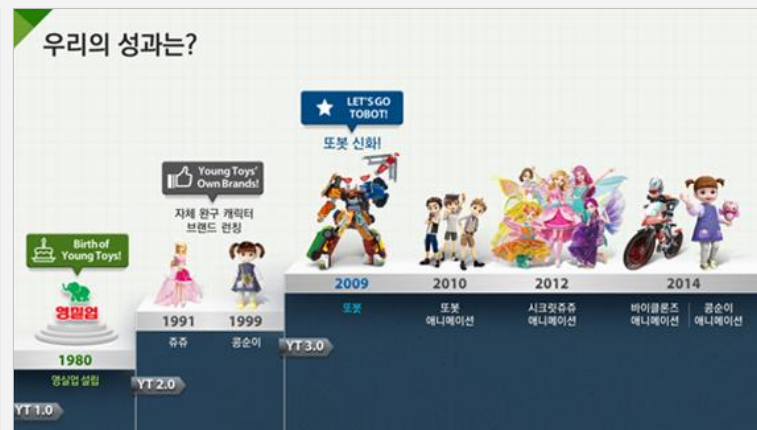 우리의 성과는?
LET'S GO
TOBOT!
또봇 신화!
Young Toys'
Own Brands!
자체 완구 캐릭터
브랜드 런칭
Birth of
Young Toys!
영실업
1980
영실업 설립
YT 1.0
1991
쥬쥬
1999
콩순이
YT 2.0
2009
또봇
2010
또봇
애니메이션
2012
시크릿쥬쥬
애니메이션
2014
바이클론즈
애니메이션
콩순이
애니메이션
YT 3.0